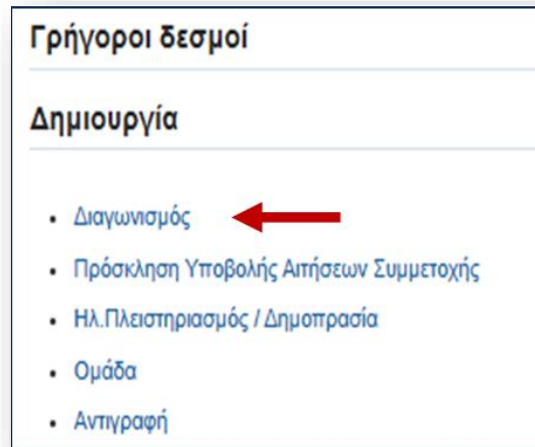 Γρήγοροι δεσμοί
Δημιουργία
• Διαγωνισμός
• Πρόσκληση Υποβολής Αιτήσεων Συμμετοχής
• Ηλ.Πλειστηριασμός / Δημοπρασία
• Ομάδα
• Αντιγραφή